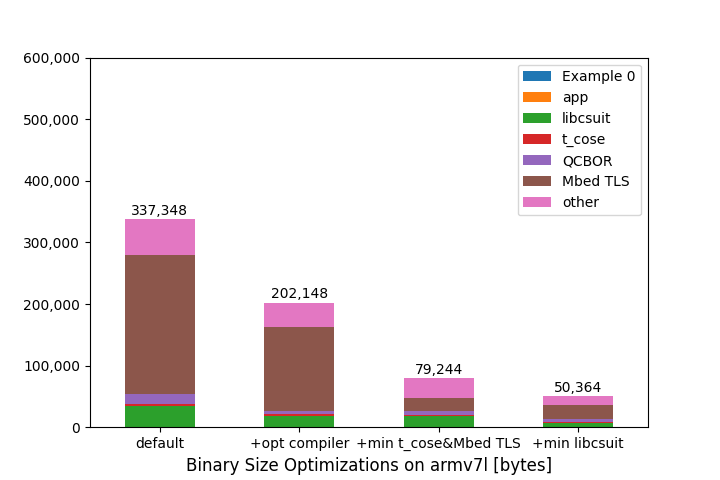 600,000
500,000
400,000
300,000
200,000
100,000
0
Example 0
app
libcsuit
t_cose
QCBOR
Mbed TLS
other
337,348
202,148
79,244
50,364
default
+opt compiler
+min t_cose&Mbed TLS
+min libcsuit
Binary Size Optimizations on armv7l [bytes]